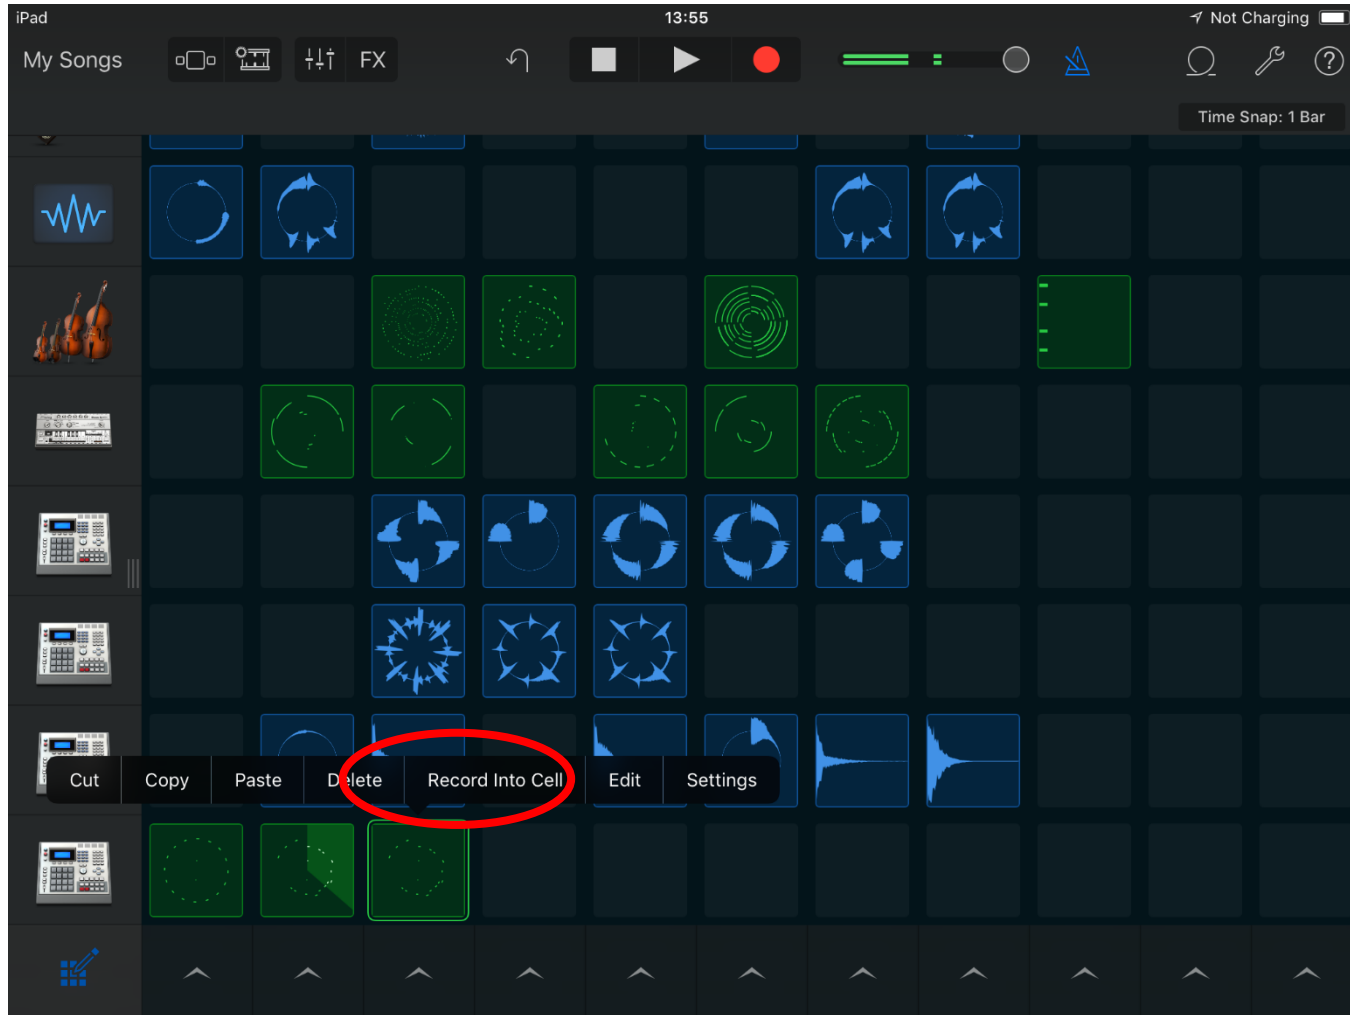 iPad 13:55 Not Charging
My Songs FX ?
Time Snap: 1 Bar
Cut Copy Paste Delete Record Into Cell Edit Settings